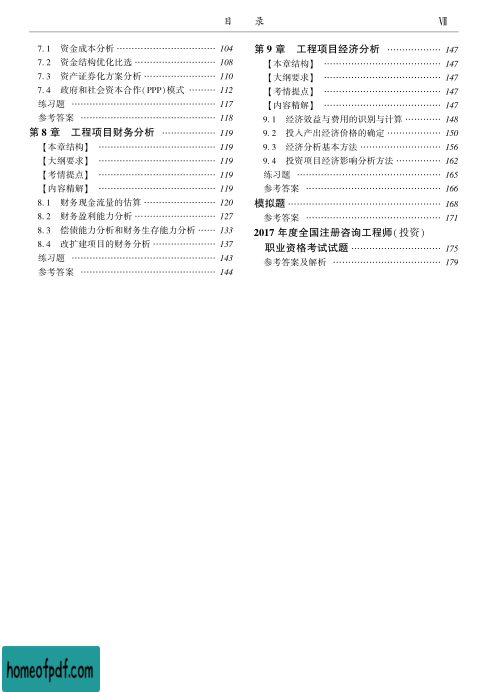 目 录 Ⅶ
7.1 资金成本分析 …………………………… 104
7.2 资金结构优化比选 ……………………… 108
7.3 资产证券化方案分析 …………………… 110
7.4 政府和社会资本合作(PPP)模式 ……… 112
练习题 ………………………………………… 117
参考答案 ……………………………………… 118
第 8 章 工程项目财务分析 ……………… 119
【本章结构】 ………………………………… 119
【大纲要求】 ………………………………… 119
【考情提点】 ………………………………… 119
【内容精解】 ………………………………… 119
8.1 财务现金流量的估算 …………………… 120
8.2 财务盈利能力分析 ……………………… 127
8.3 偿债能力分析和财务生存能力分析 …… 133
8.4 改扩建项目的财务分析 ………………… 137
练习题 ………………………………………… 143
参考答案 ……………………………………… 144
第 9 章 工程项目经济分析 ……………… 147
【本章结构】 ………………………………… 147
【大纲要求】 ………………………………… 147
【考情提点】 ………………………………… 147
【内容精解】 ………………………………… 147
9.1 经济效益与费用的识别与计算 ………… 148
9.2 投入产出经济价格的确定 ……………… 150
9.3 经济分析基本方法 ……………………… 156
9.4 投资项目经济影响分析方法 …………… 162
练习题 ………………………………………… 165
参考答案 ……………………………………… 166
模拟题 …………………………………………… 168
参考答案 ……………………………………… 171
2017 年度全国注册咨询工程师(投资)
职业资格考试试题 ………………………… 175
参考答案及解析 ……………………………… 179
homeofpdf.com